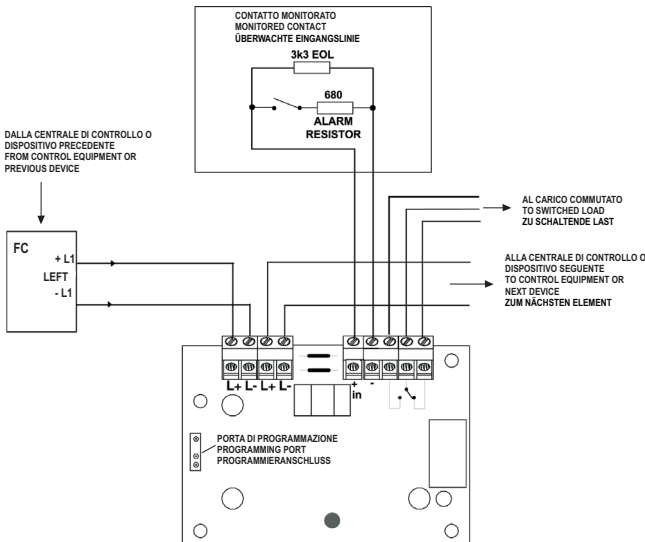 CONTATTO MONITORATO
MONITORED CONTACT
ÜBERWACHTE EINGANGSLINIE
3k3 EOL
680
ALARM
RESISTOR
DALLA CENTRALE DI CONTROLLO O
DISPOSITIVO PRECEDENTE
FROM CONTROL EQUIPMENT OR
PREVIOUS DEVICE
AL CARICO COMMUTATO
TO SWITCHED LOAD
ZU SCHALTENDE LAST
FC
+ L1
LEFT
- L1
ALLA CENTRALE DI CONTROLLO O
DISPOSITIVO SEGUENTE
TO CONTROL EQUIPMENT OR
NEXT DEVICE
ZUM NÄCHSTEN ELEMENT
L+ L- L+ L-
+ -
in
PORTA DI PROGRAMMAZIONE
PROGRAMMING PORT
PROGRAMMIERANSCHLUSS